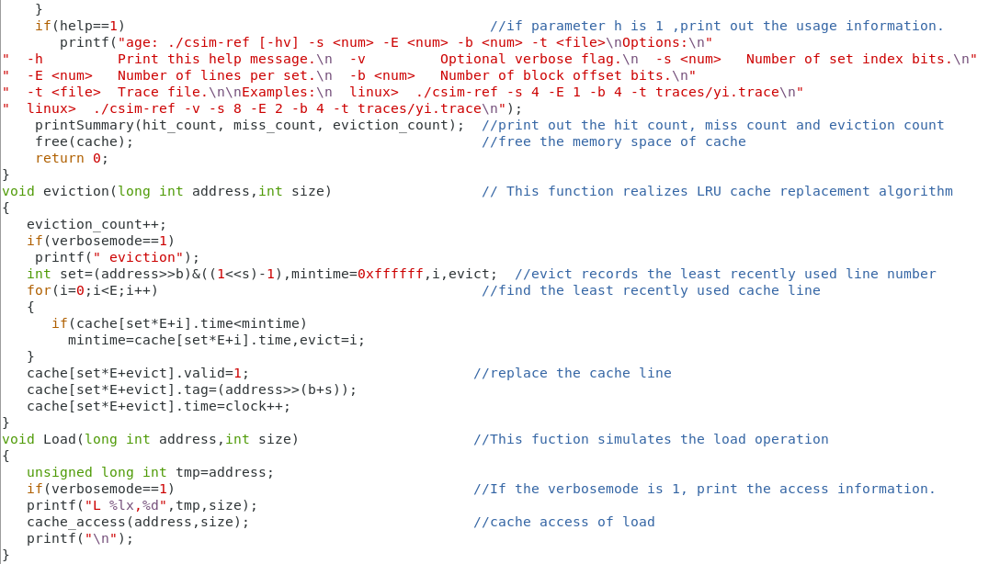 }
    if(help==1)                                            //if parameter h is 1 ,print out the usage information.
       printf("age: ./csim-ref [-hv] -s <num> -E <num> -b <num> -t <file>\nOptions:\n"
"  -h         Print this help message.\n  -v         Optional verbose flag.\n  -s <num>   Number of set index bits.\n"
"  -E <num>   Number of lines per set.\n  -b <num>   Number of block offset bits.\n"
"  -t <file>  Trace file.\n\nExamples:\n  linux>  ./csim-ref -s 4 -E 1 -b 4 -t traces/yi.trace\n"
"  linux>  ./csim-ref -v -s 8 -E 2 -b 4 -t traces/yi.trace\n");
    printSummary(hit_count, miss_count, eviction_count);  //print out the hit count, miss count and eviction count
    free(cache);                                          //free the memory space of cache
    return 0;
}
void eviction(long int address,int size)                  // This function realizes LRU cache replacement algorithm
{
   eviction_count++;
   if(verbosemode==1)
    printf(" eviction");
   int set=(address>>b)&((1<<s)-1),mintime=0xffffff,i,evict;  //evict records the least recently used line number
   for(i=0;i<E;i++)                                       //find the least recently used cache line
   {
      if(cache[set*E+i].time<mintime)
        mintime=cache[set*E+i].time,evict=i;
   }
   cache[set*E+evict].valid=1;                           //replace the cache line
   cache[set*E+evict].tag=(address>>(b+s));
   cache[set*E+evict].time=clock++;
}
void Load(long int address,int size)                     //This fuction simulates the load operation
{
   unsigned long int tmp=address;
   if(verbosemode==1)                                    //If the verbosemode is 1, print the access information.
   printf("L %lx,%d",tmp,size);
   cache_access(address,size);                           //cache access of load
   printf("\n");
}